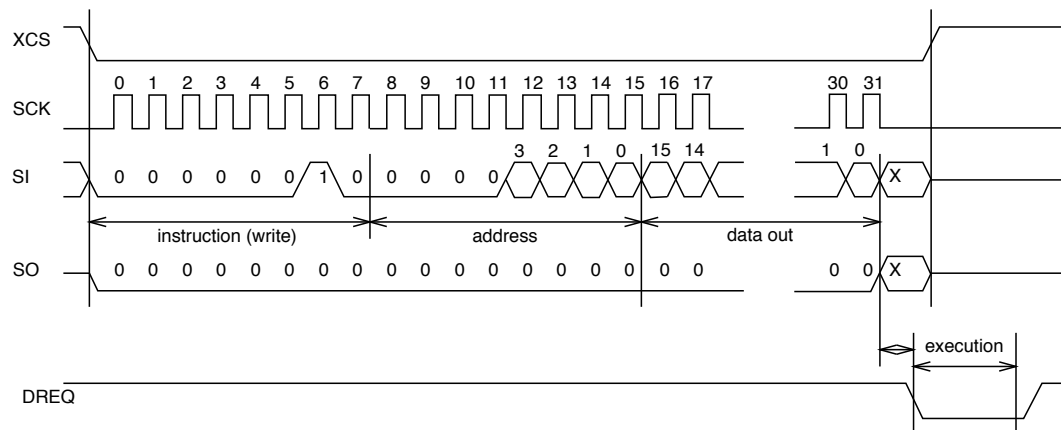 XCS
0 1 2 3 4 5 6 7 8 9 10 11 12 13 14 15 16 17 30 31
SCK
3 2 1 0 15 14 1 0
SI 0 0 0 0 0 0 1 0 0 0 0 0 X
instruction (write) address data out
SO 0 0 0 0 0 0 0 0 0 0 0 0 0 0 0 0 0 0 0 0 X
execution
DREQ